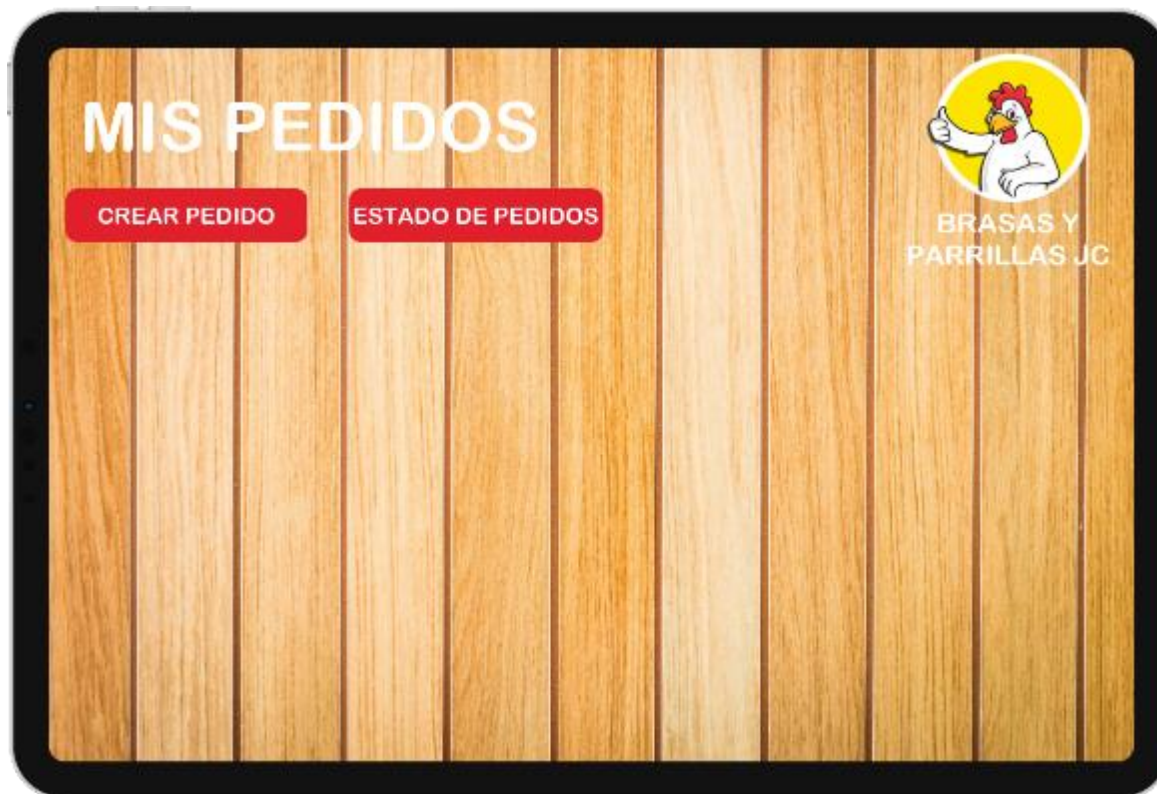 MIS PEDIDOS
CREAR PEDIDO
ESTADO DE PEDIDOS
BRASAS Y
PARRILLAS JC